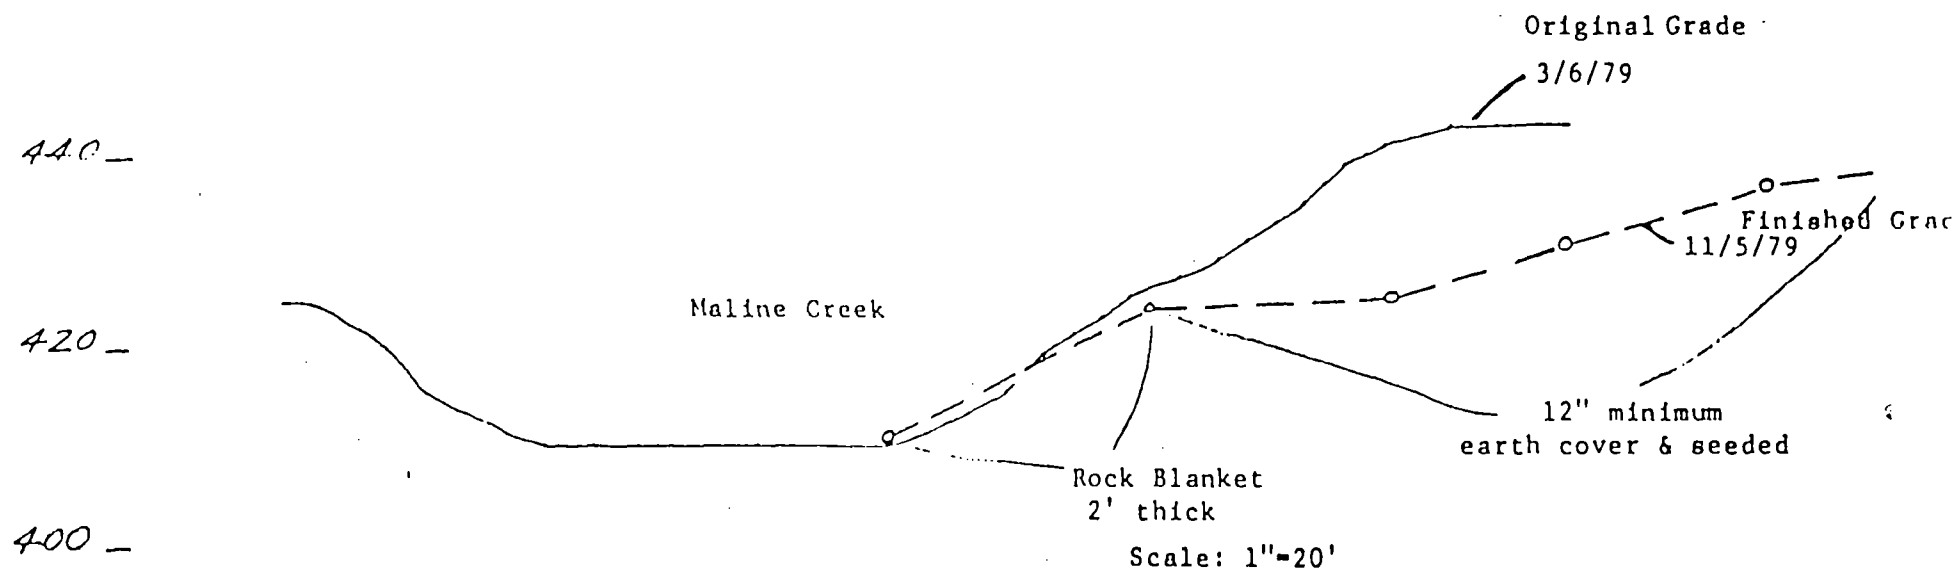 Original Grade
3/6/79
440
Finished
11/5/79
Maline Creek
420
12" minimum
earth cover & seeded
Rock Blanket
2' thick
400
Scale: 1"=20'